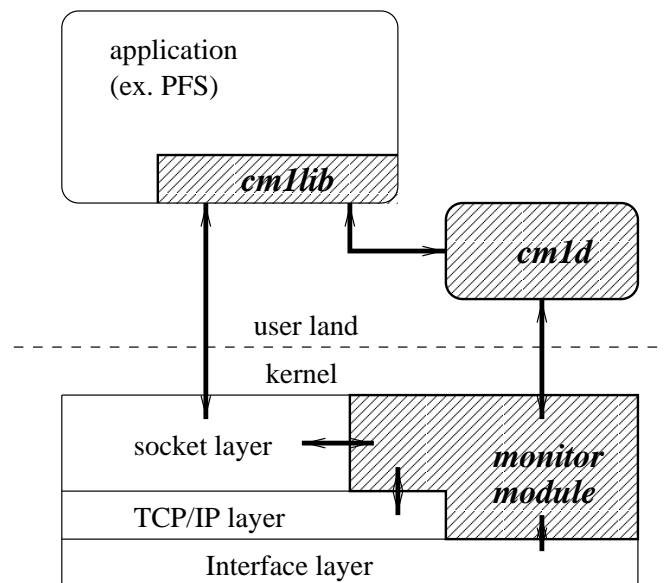 application
(ex. PFS)
cm1lib
cm1d
user land
kernel
socket layer
monitor
module
TCP/IP layer
Interface layer